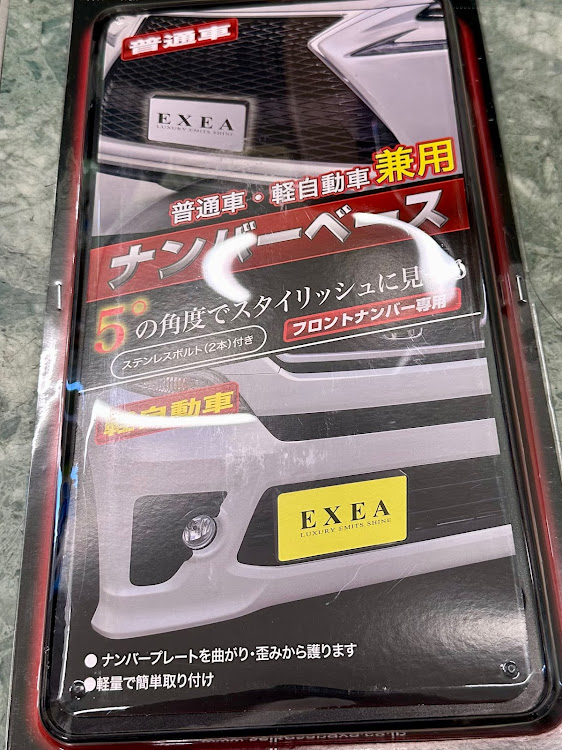 普通車
EXEA
LUXURY EMITS SHINE
普通車・軽自動車兼用
ナンバーベース
5°の角度でスタイリッシュに見
ステンレスボルト(2本)付き
フロントナンバー専用
軽自動車
EXEA
LUXURY EMITS SHINE
●ナンバープレートを曲がり・歪みから護ります
●軽量で簡単取り付け